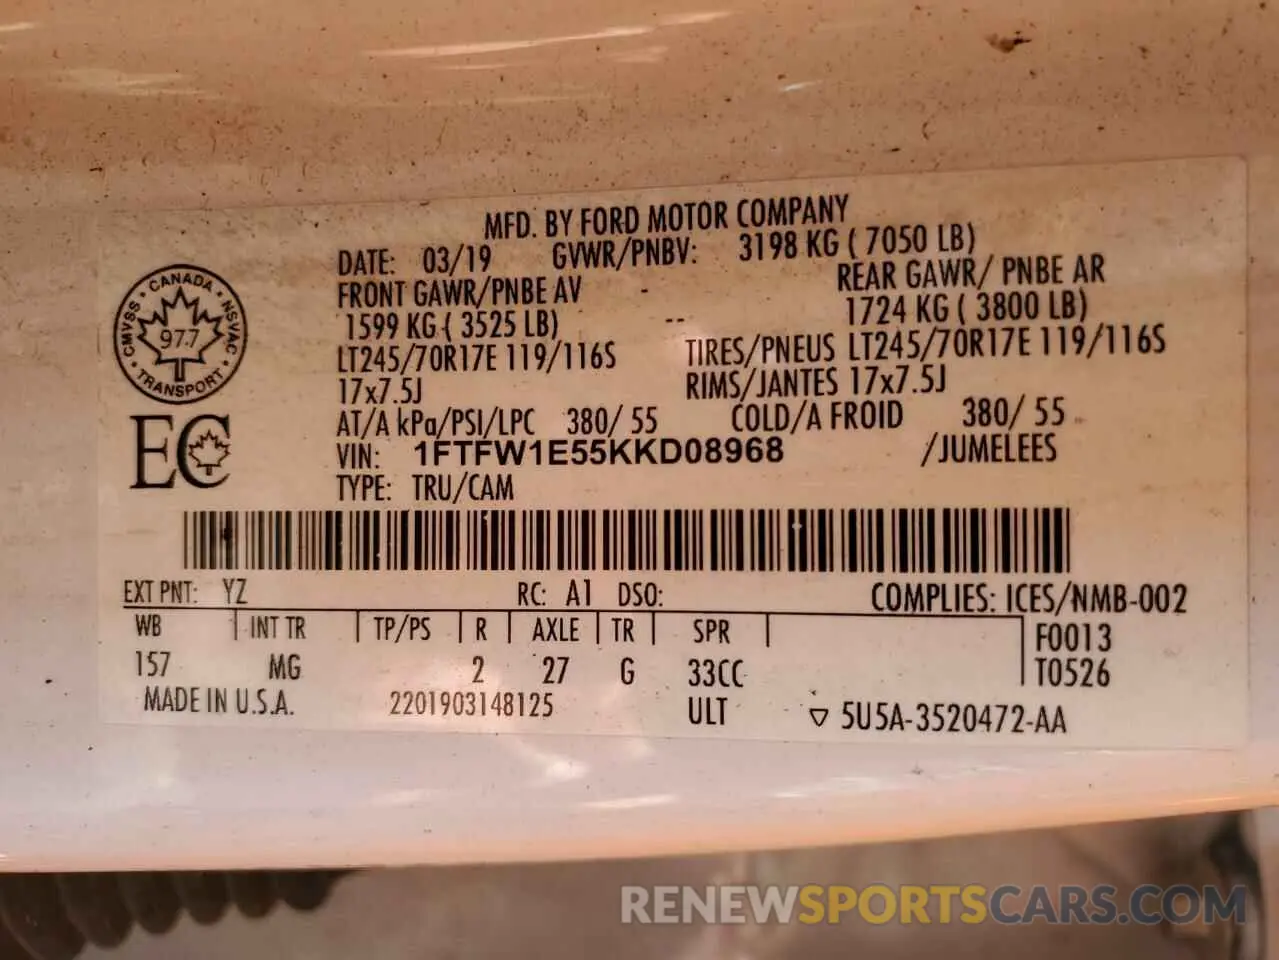 MFD. BY FORD MOTOR COMPANY
DATE: 03/19 GVWR/PNBV: 3198 KG ( 7050 LB)
FRONT GAWR/PNBE AV - REAR GAWR/ PNBE AR
1599 KG ( 3525 LB) -- 1724 KG ( 3800 LB)
LT245/70R17E 119/116S TIRES/PNEUS LT245/70R17E 119/116S
17x7.5J RIMS/JANTES 17x7.5J
AT/A kPa/PSI/LPC 380/ 55 COLD/A FROID 380/ 55
VIN: 1FTFW1E55KKD08968 /JUMELEES
TYPE: TRU/CAM
CANADA
CMVSS NSVAC
97.7
TRANSPORT
EC
EXT PNT: YZ RC: A1 DSO: COMPLIES: ICES/NMB-002
WB | INT TR | TP/PS | R | AXLE | TR | SPR | F0013
157 MG 2 27 G 33CC T0526
MADE IN U.S.A. 2201903148125 ULT ▽ 5U5A-3520472-AA
RENEWSPORTSCARS.COM